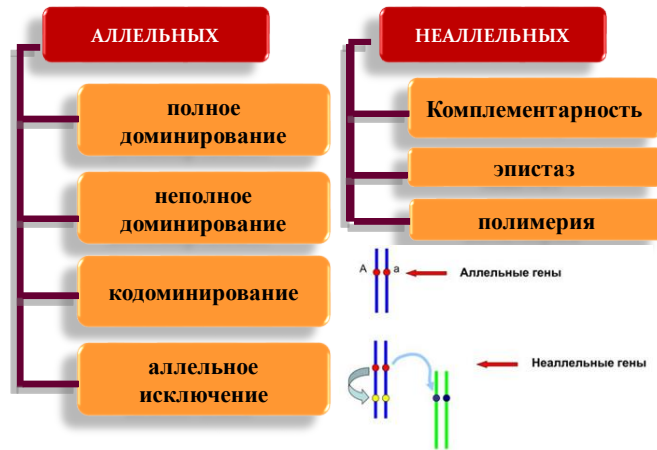 АЛЛЕЛЬНЫХ
полное
доминирование
неполное
доминирование
кодоминирование
аллельное
исключение
НЕАЛЛЕЛЬНЫХ
Комплементарность
эпистаз
полимерия
А а Аллельные гены
Неаллельные гены